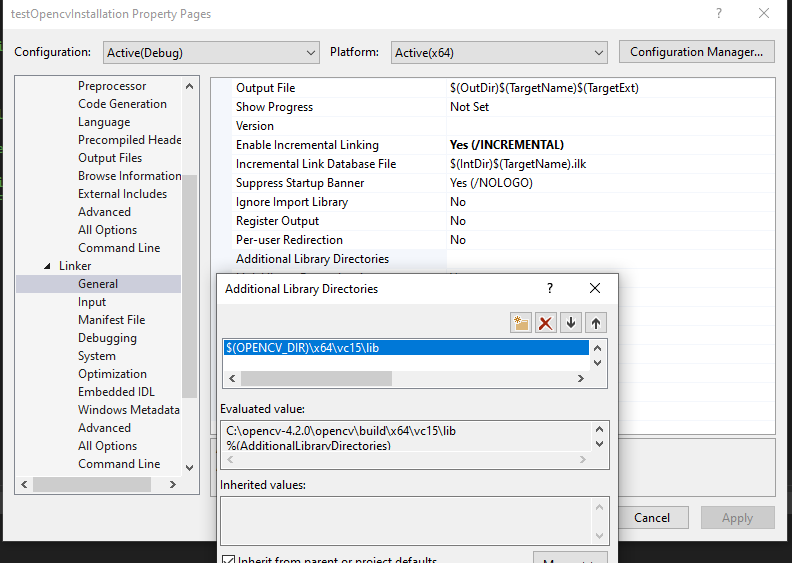 testOpencvInstallation Property Pages
?
Configuration: Active(Debug) Platform: Active(x64) Configuration Manager...
Preprocessor
Code Generation
Language
Precompiled Heade
Output Files
Browse Information
External Includes
Advanced
All Options
Command Line
Linker
General
Input
Manifest File
Debugging
System
Optimization
Embedded IDL
Windows Metadata
Advanced
All Options
Command Line
Output File $(OutDir)$(TargetName)$(TargetExt)
Show Progress Not Set
Version
Enable Incremental Linking Yes (/INCREMENTAL)
Incremental Link Database File $(IntDir)$(TargetName).ilk
Suppress Startup Banner Yes (/NOLOGO)
Ignore Import Library No
Register Output No
Per-user Redirection No
Additional Library Directories
Additional Library Directories
?
$(OPENCV_DIR)\x64\vc15\lib
Evaluated value:
C:\opencv-4.2.0\opencv\build\x64\vc15\lib
%(AdditionalLibraryDirectories)
Inherited values:
Inherit from parent or project defaults
Cancel Apply